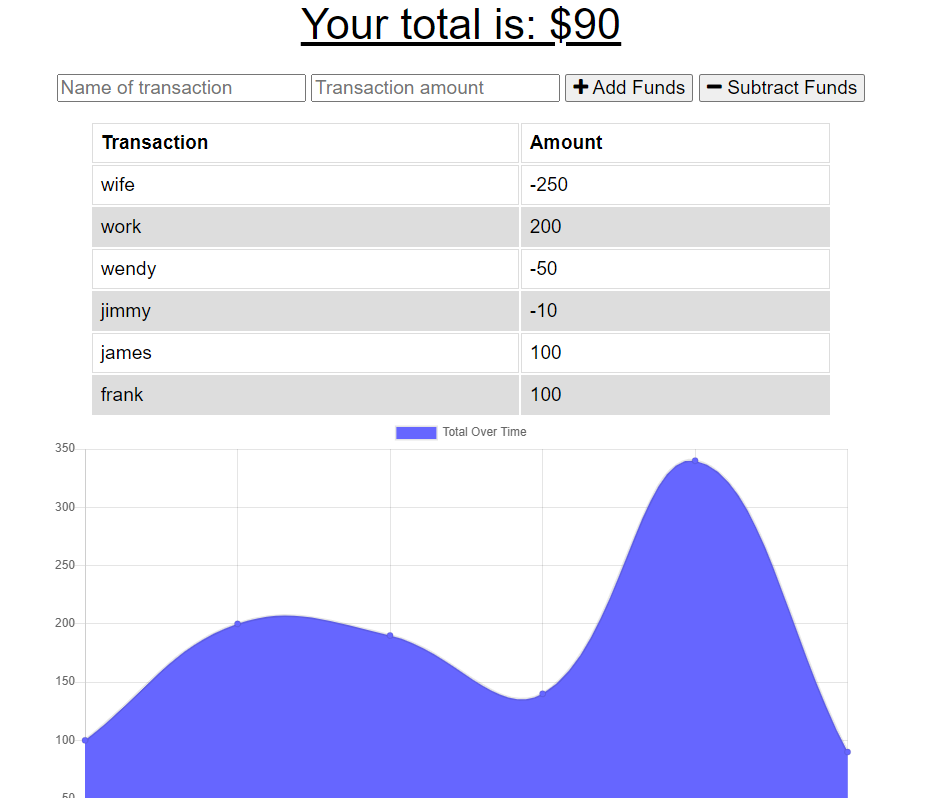 Your total is: $90
Name of transaction Transaction amount + Add Funds − Subtract Funds
Transaction Amount
wife -250
work 200
wendy -50
jimmy -10
james 100
frank 100
Total Over Time
350
300
250
200
150
100
50